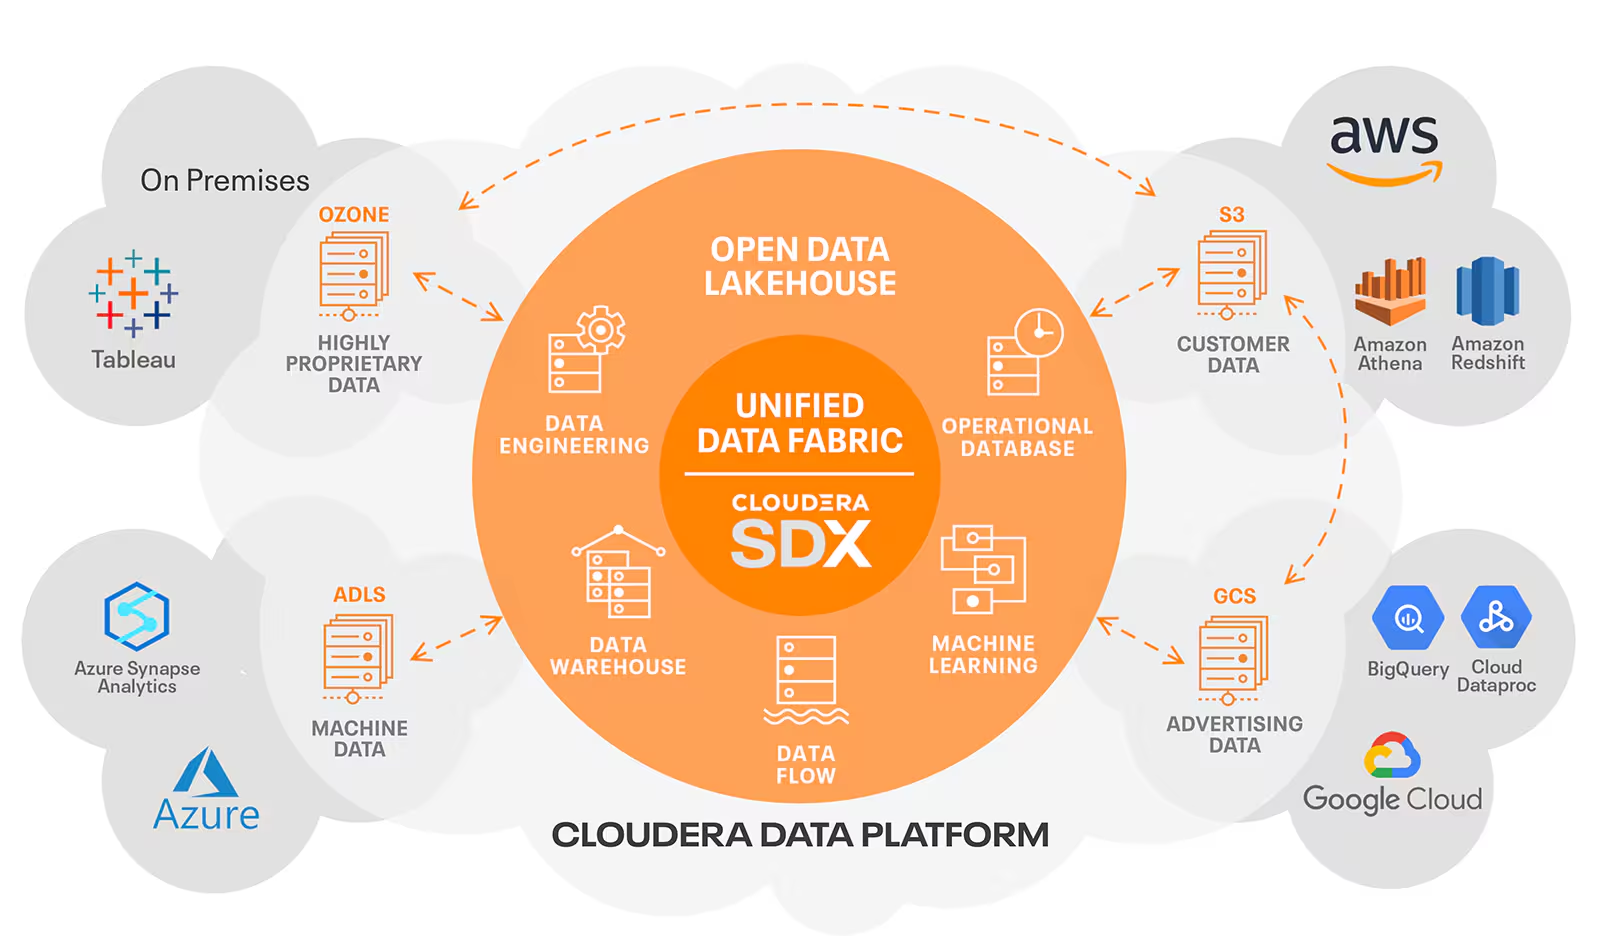 On Premises
Tableau
OZONE
HIGHLY
PROPRIETARY
DATA
OPEN DATA
LAKEHOUSE
DATA
ENGINEERING
OPERATIONAL
DATABASE
UNIFIED
DATA FABRIC
CLOUDERA
SDX
DATA
WAREHOUSE
MACHINE
LEARNING
DATA
FLOW
S3
CUSTOMER
DATA
aws
Amazon
Athena
Amazon
Redshift
Azure Synapse
Analytics
Azure
ADLS
MACHINE
DATA
GCS
ADVERTISING
DATA
BigQuery
Cloud
Dataproc
Google Cloud
CLOUDERA DATA PLATFORM